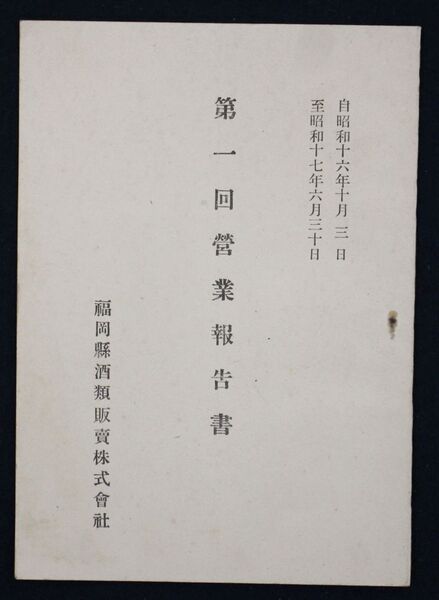 自昭和十六年十月三日
至昭和十七年六月三十日
第一回營業報告書
福岡縣酒類販賣株式會社